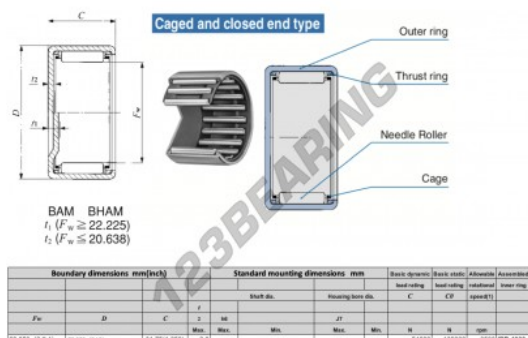 Caged and closed end type
C
Outer ring
Thrust ring
t2
D
Fw
t1
Needle Roller
Cage
BAM BHAM
t1 (Fw ≧ 22.225)
t2 (Fw ≦ 20.638)
123BEARING
Boundary dimensions mm(inch) Standard mounting dimensions mm Basic dynamic Basic static Allowable Assembled
load rating load rating rotational inner ring
Shaft dia. Housing bore dia. C speed(1)
Fw D C
Max. Max. Min. Max. Min. N N rpm